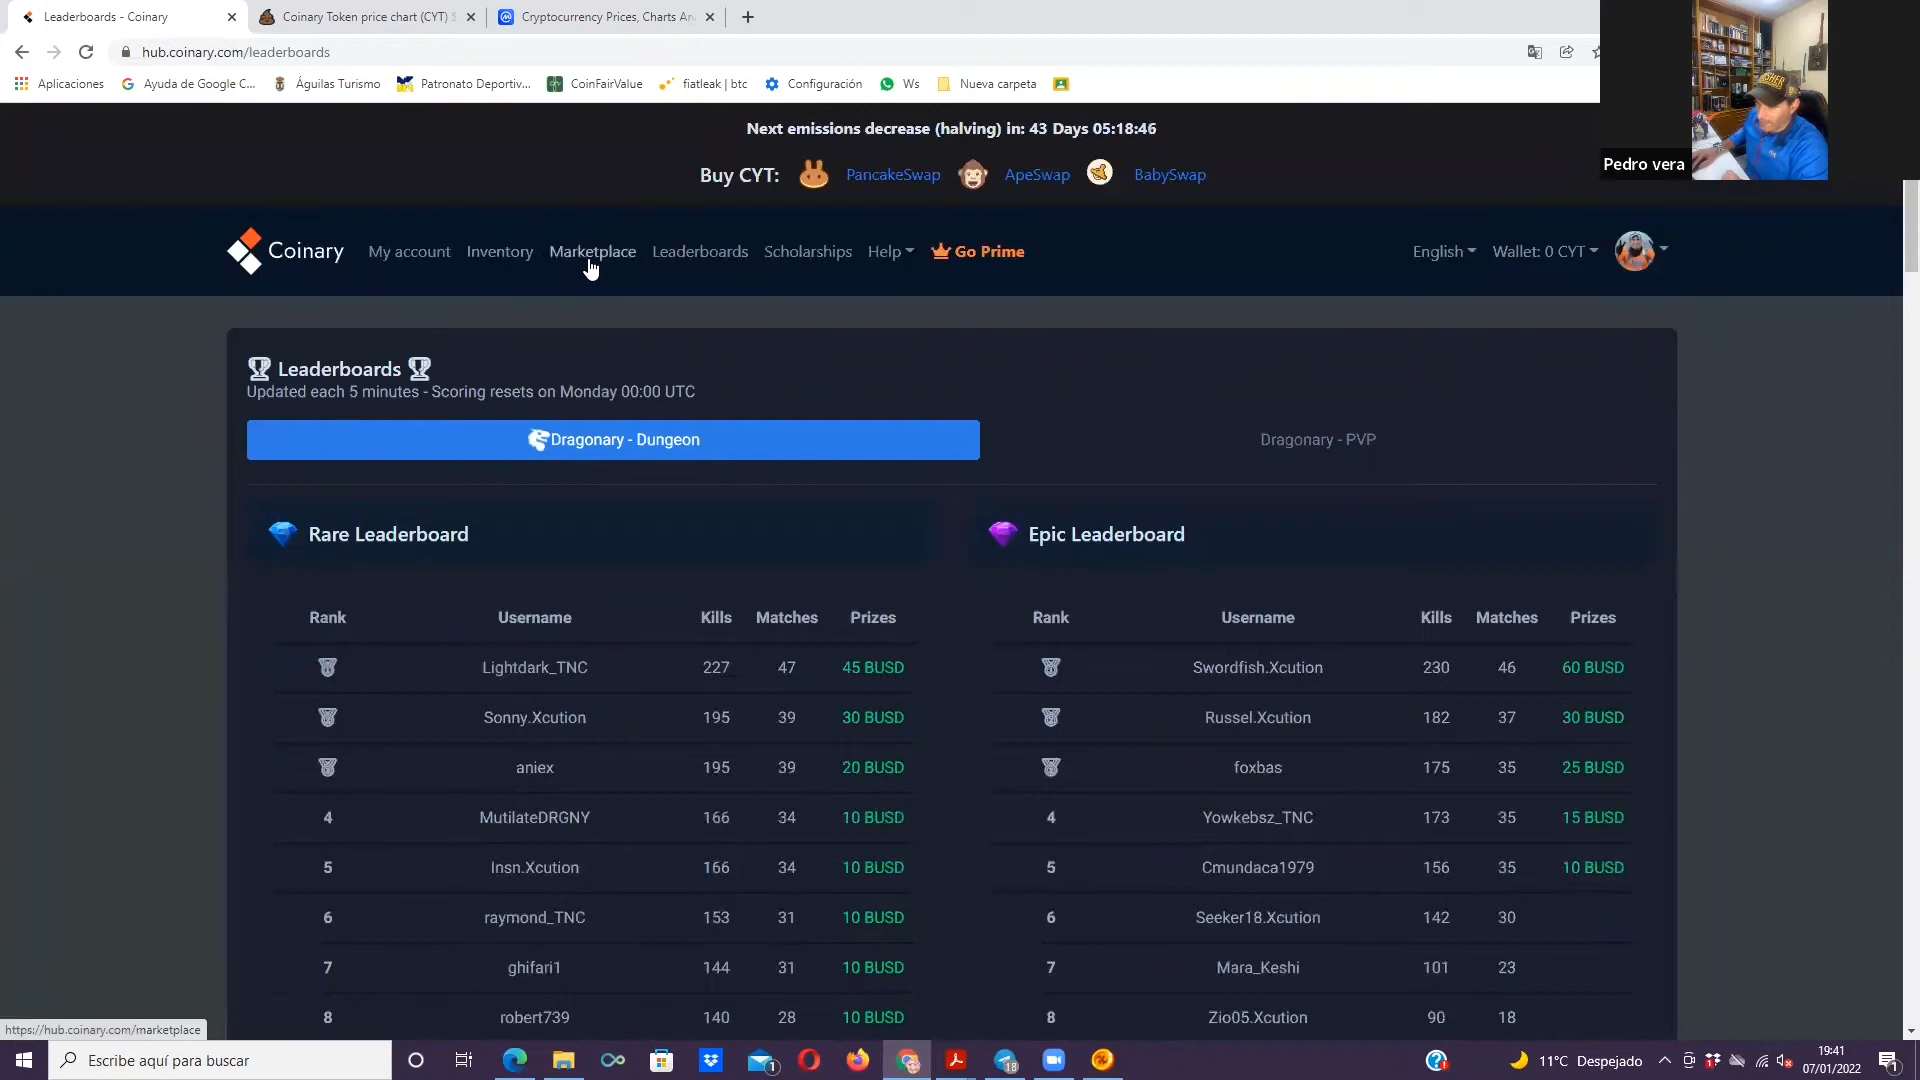 Leaderboards - Coinary
Coinary Token price chart (CYT) $
Cryptocurrency Prices, Charts An
hub.coinary.com/leaderboards
Aplicaciones
Ayuda de Google C...
Águilas Turismo
Patronato Deportiv...
CoinFairValue
fiatleak | btc
Configuración
Ws
Nueva carpeta
Pedro vera
Next emissions decrease (halving) in: 43 Days 05:18:46
Buy CYT: PancakeSwap ApeSwap BabySwap
Coinary My account Inventory Marketplace Leaderboards Scholarships Help Go Prime English Wallet: 0 CYT
Leaderboards
Updated each 5 minutes - Scoring resets on Monday 00:00 UTC
Dragonary - Dungeon
Dragonary - PVP
Rare Leaderboard
Rank Username Kills Matches Prizes
Lightdark_TNC 227 47 45 BUSD
Sonny.Xcution 195 39 30 BUSD
aniex 195 39 20 BUSD
4 MutilateDRGNY 166 34 10 BUSD
5 Insn.Xcution 166 34 10 BUSD
6 raymond_TNC 153 31 10 BUSD
7 ghifari1 144 31 10 BUSD
8 robert739 140 28 10 BUSD
Epic Leaderboard
Rank Username Kills Matches Prizes
Swordfish.Xcution 230 46 60 BUSD
Russel.Xcution 182 37 30 BUSD
foxbas 175 35 25 BUSD
4 Yowkebsz_TNC 173 35 15 BUSD
5 Cmundaca1979 156 35 10 BUSD
6 Seeker18.Xcution 142 30
7 Mara_Keshi 101 23
8 Zio05.Xcution 90 18
https://hub.coinary.com/marketplace
Escribe aquí para buscar
1
18
11°C Despejado
19:41
07/01/2022
1